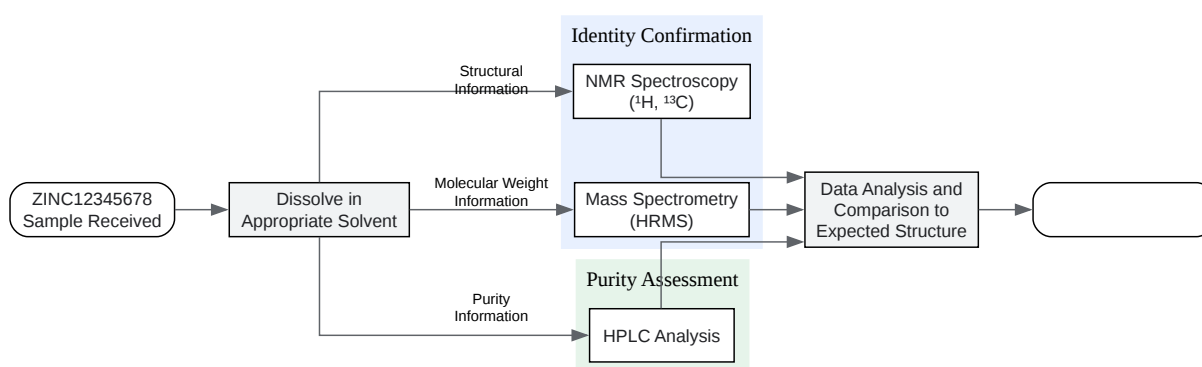 Identity Confirmation
Structural
Information
NMR Spectroscopy
(¹H, ¹³C)
ZINC12345678
Sample Received
Dissolve in
Appropriate Solvent
Molecular Weight
Information
Mass Spectrometry
(HRMS)
Data Analysis and
Comparison to
Expected Structure
Purity Assessment
Purity
Information
HPLC Analysis